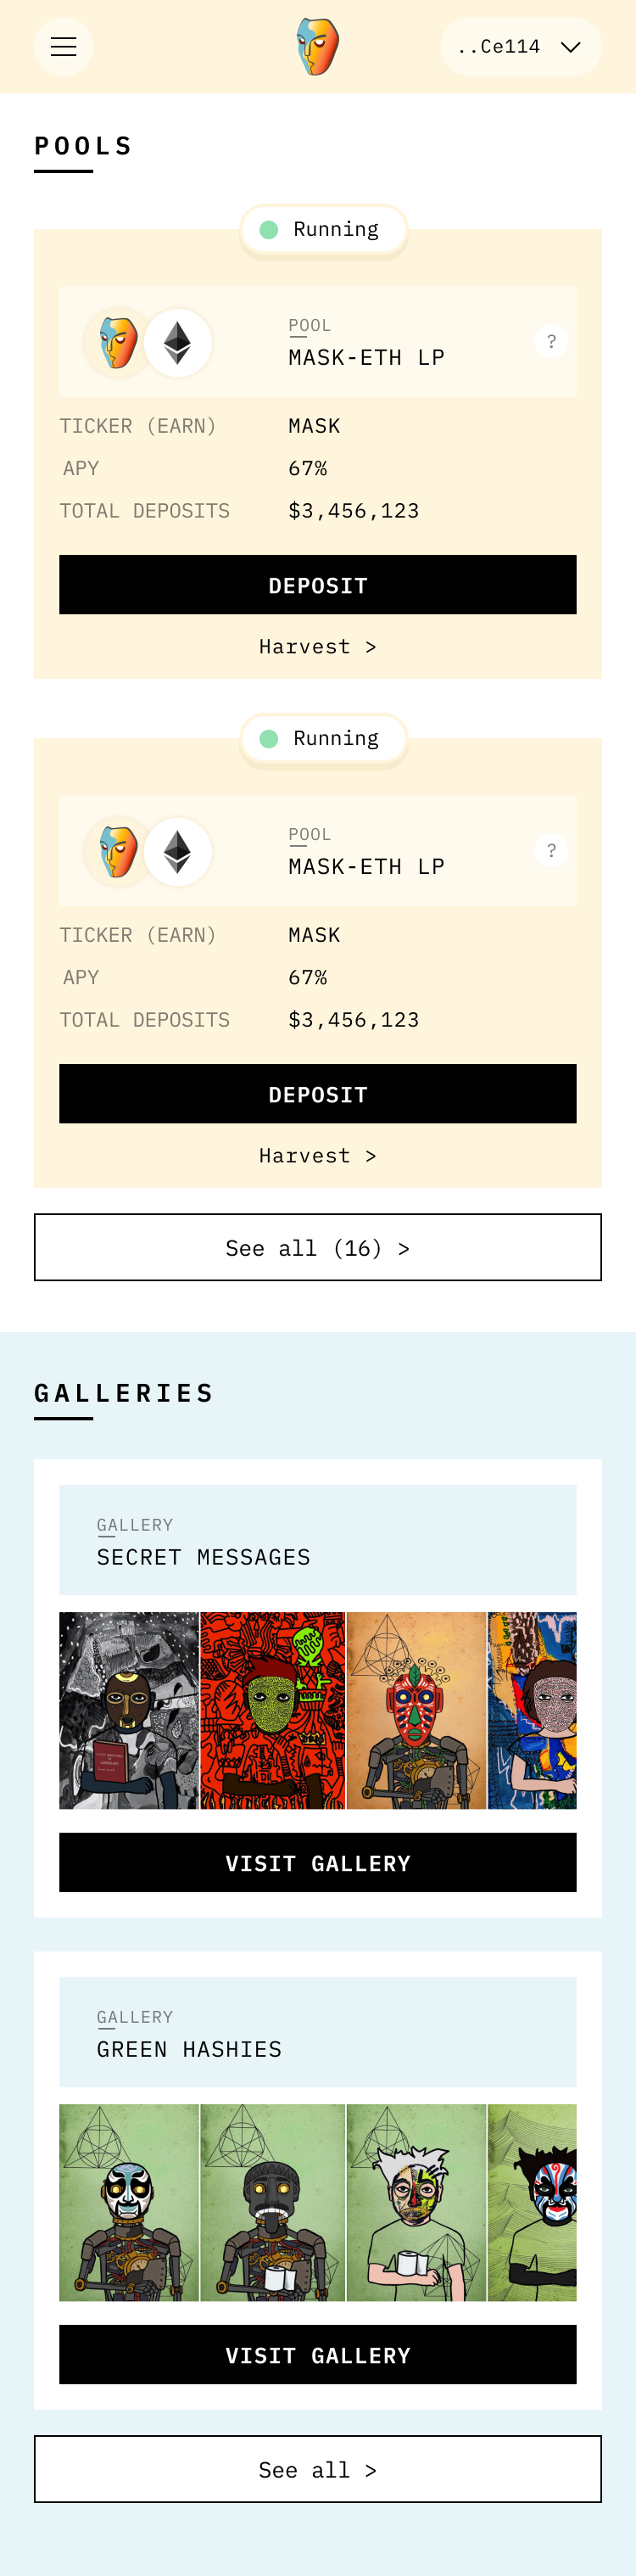 ..Ce114
POOLS
Running
POOL
MASK-ETH LP
?
TICKER (EARN) MASK
APY 67%
TOTAL DEPOSITS $3,456,123
DEPOSIT
Harvest >
Running
POOL
MASK-ETH LP
?
TICKER (EARN) MASK
APY 67%
TOTAL DEPOSITS $3,456,123
DEPOSIT
Harvest >
See all (16) >
GALLERIES
GALLERY
SECRET MESSAGES
VISIT GALLERY
GALLERY
GREEN HASHIES
VISIT GALLERY
See all >